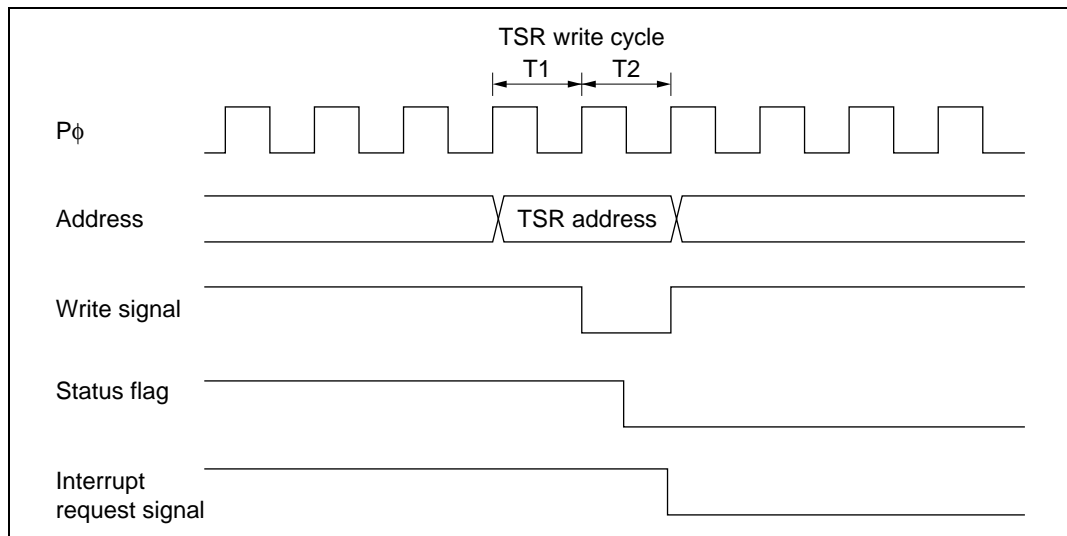 TSR write cycle
T1 T2
Pϕ
Address
TSR address
Write signal
Status flag
Interrupt
request signal